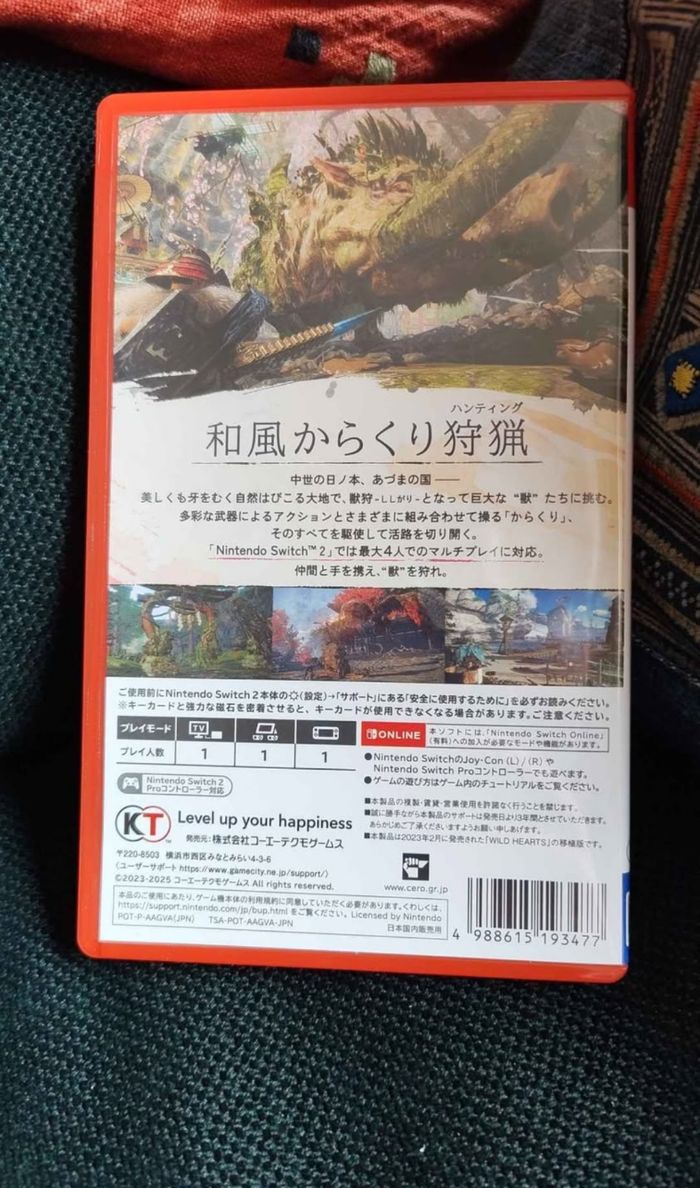 ハンティング
和風からくり狩猟
中世の日ノ本、あづまの国――
美しくも牙をむく自然はびこる大地で、獣狩-ししがり-となって巨大な“獣”たちに挑む。
多彩な武器によるアクションとさまざまに組み合わせて操る「からくり」、
そのすべてを駆使して活路を切り開く。
「Nintendo Switch™ 2」では最大4人でのマルチプレイに対応。
仲間と手を携え、“獣”を狩れ。
ご使用前にNintendo Switch 2本体の(設定)→「サポート」にある「安全に使用するために」を必ずお読みください。
※キーカードと強力な磁石を密着させると、キーカードが使用できなくなる場合があります。ご注意ください。
プレイモード TV
プレイ人数 1 1 1
ONLINE
本ソフトには、「Nintendo Switch Online」
(有料)への加入が必要なモードや機能があります。
Nintendo Switch 2
Proコントローラー対応
●Nintendo SwitchのJoy-Con (L) / (R) や
Nintendo Switch Proコントローラーでも遊べます。
●ゲームの遊び方はゲーム内のチュートリアルをご覧ください。
KT
Level up your happiness
発売元: 株式会社コーエーテクモゲームス
〒220-8503 横浜市西区みなとみらい4-3-6
〈ユーザーサポート https://www.gamecity.ne.jp/support/〉
©2023-2025 コーエーテクモゲームス All rights reserved.
■本製品の複製・賃貸・営業使用を許諾なく行うことを禁じます。
■誠に勝手ながら本製品のサポートは発売日より3年間とさせていただきます。
あらかじめご了承くださいますようお願い申しあげます。
■本製品は2023年2月に発売された「WILD HEARTS」の移植版です。
www.cero.gr.jp
本品のご使用にあたり、ゲーム機本体の利用規約に同意していただく必要があります。くわしくは、
https://support.nintendo.com/jp/bup.html をご覧ください。 Licensed by Nintendo
POT-P-AAGVA(JPN) TSA-POT-AAGVA-JPN
日本国内販売用
4 988615 193477